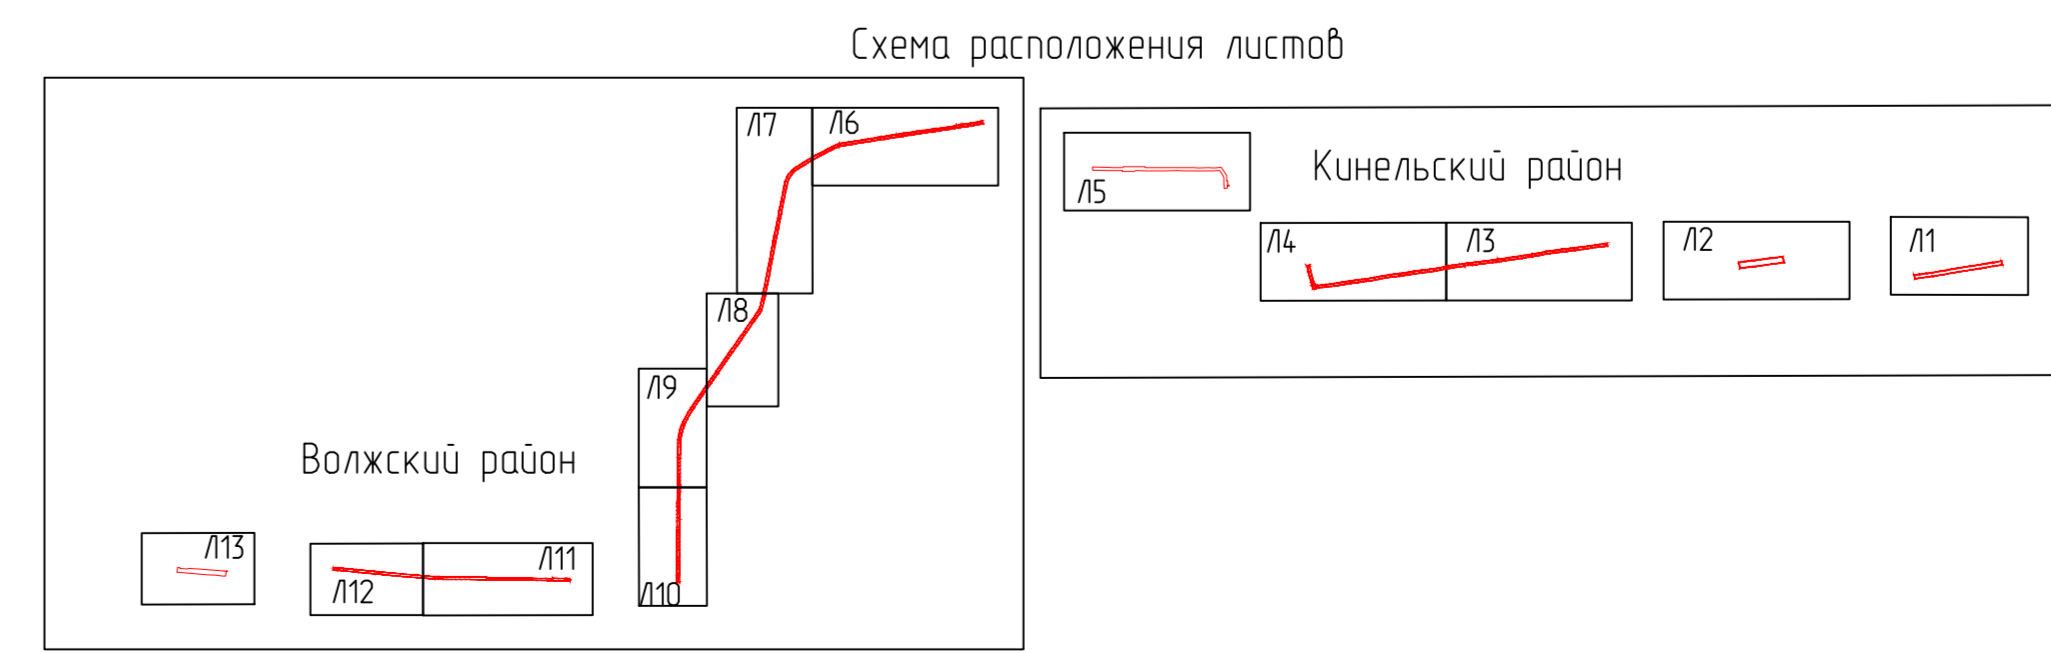 Схема расположения листов
Л7
Л6
Л8
Л9
Волжский район
Л13
Л12
Л11
Л10
Л5
Кинельский район
Л4
Л3
Л2
Л1